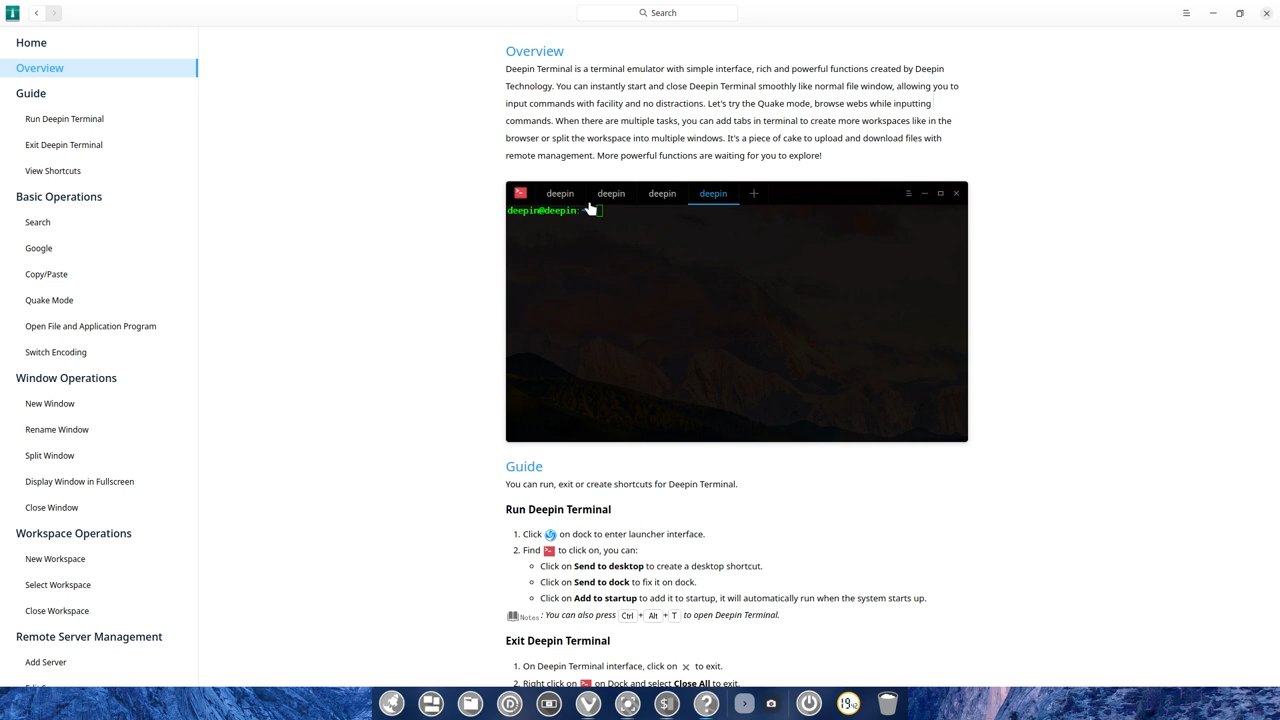 Search
Home
Overview
Guide
Run Deepin Terminal
Exit Deepin Terminal
View Shortcuts
Basic Operations
Search
Google
Copy/Paste
Quake Mode
Open File and Application Program
Switch Encoding
Window Operations
New Window
Rename Window
Split Window
Display Window in Fullscreen
Close Window
Workspace Operations
New Workspace
Select Workspace
Close Workspace
Remote Server Management
Add Server
Overview
Deepin Terminal is a terminal emulator with simple interface, rich and powerful functions created by Deepin
Technology. You can instantly start and close Deepin Terminal smoothly like normal file window, allowing you to
input commands with facility and no distractions. Let's try the Quake mode, browse webs while inputting
commands. When there are multiple tasks, you can add tabs in terminal to create more workspaces like in the
browser or split the workspace into multiple windows. It's a piece of cake to upload and download files with
remote management. More powerful functions are waiting for you to explore!
deepin deepin deepin deepin
deepin@deepin:
Guide
You can run, exit or create shortcuts for Deepin Terminal.
Run Deepin Terminal
1. Click on dock to enter launcher interface.
2. Find to click on, you can:
Click on Send to desktop to create a desktop shortcut.
Click on Send to dock to fix it on dock.
Click on Add to startup to add it to startup, it will automatically run when the system starts up.
Notes: You can also press Ctrl + Alt + T to open Deepin Terminal.
Exit Deepin Terminal
1. On Deepin Terminal interface, click on to exit.
2. Right click on on Dock and select Close All to exit.